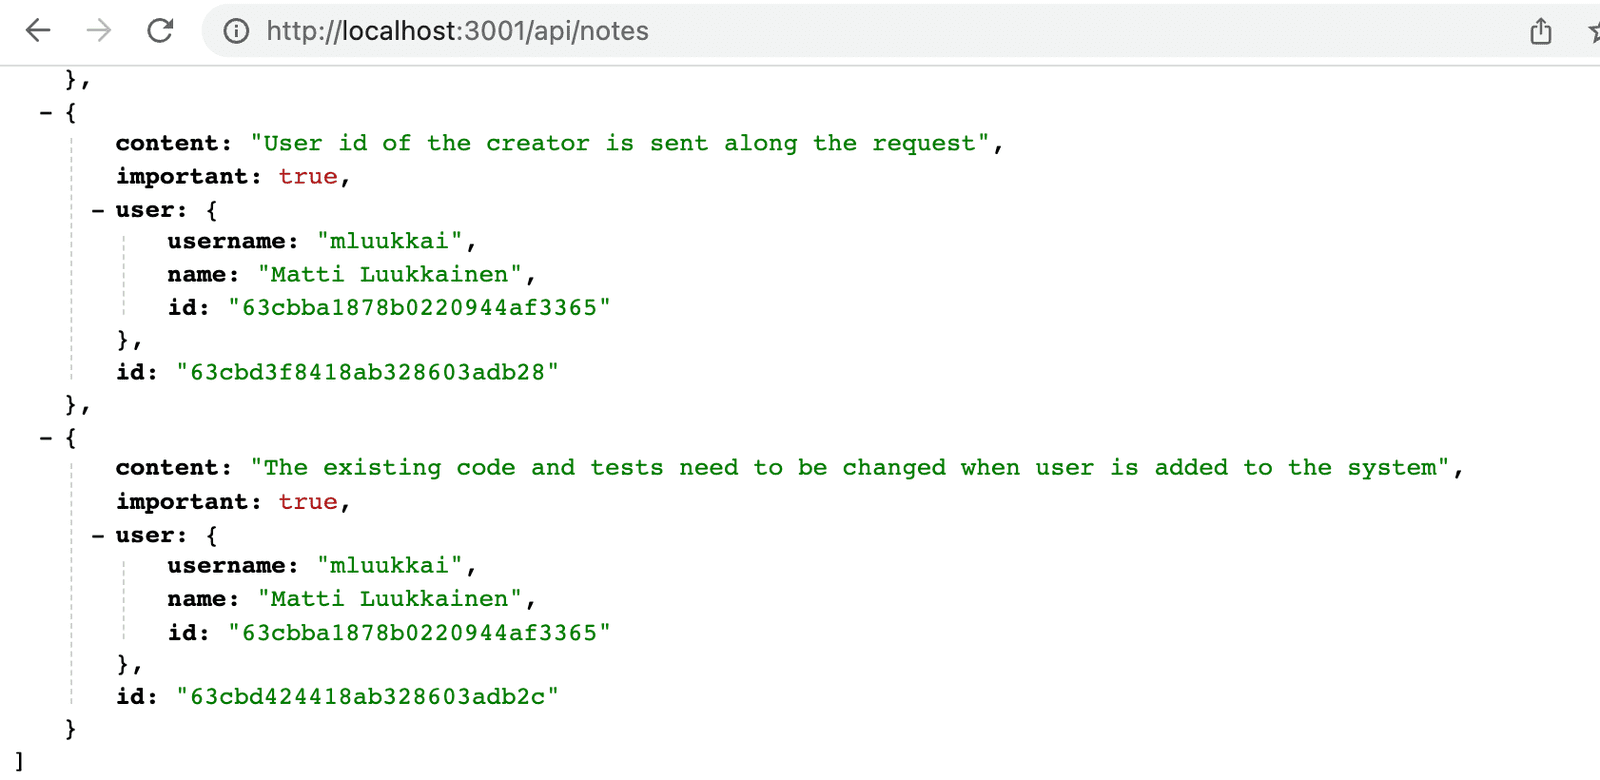 http://localhost:3001/api/notes
},
- {
content: "User id of the creator is sent along the request",
important: true,
- user: {
username: "mluukkai",
name: "Matti Luukkainen",
id: "63cbba1878b0220944af3365"
},
id: "63cbd3f8418ab328603adb28"
},
- {
content: "The existing code and tests need to be changed when user is added to the system",
important: true,
- user: {
username: "mluukkai",
name: "Matti Luukkainen",
id: "63cbba1878b0220944af3365"
},
id: "63cbd424418ab328603adb2c"
}
]